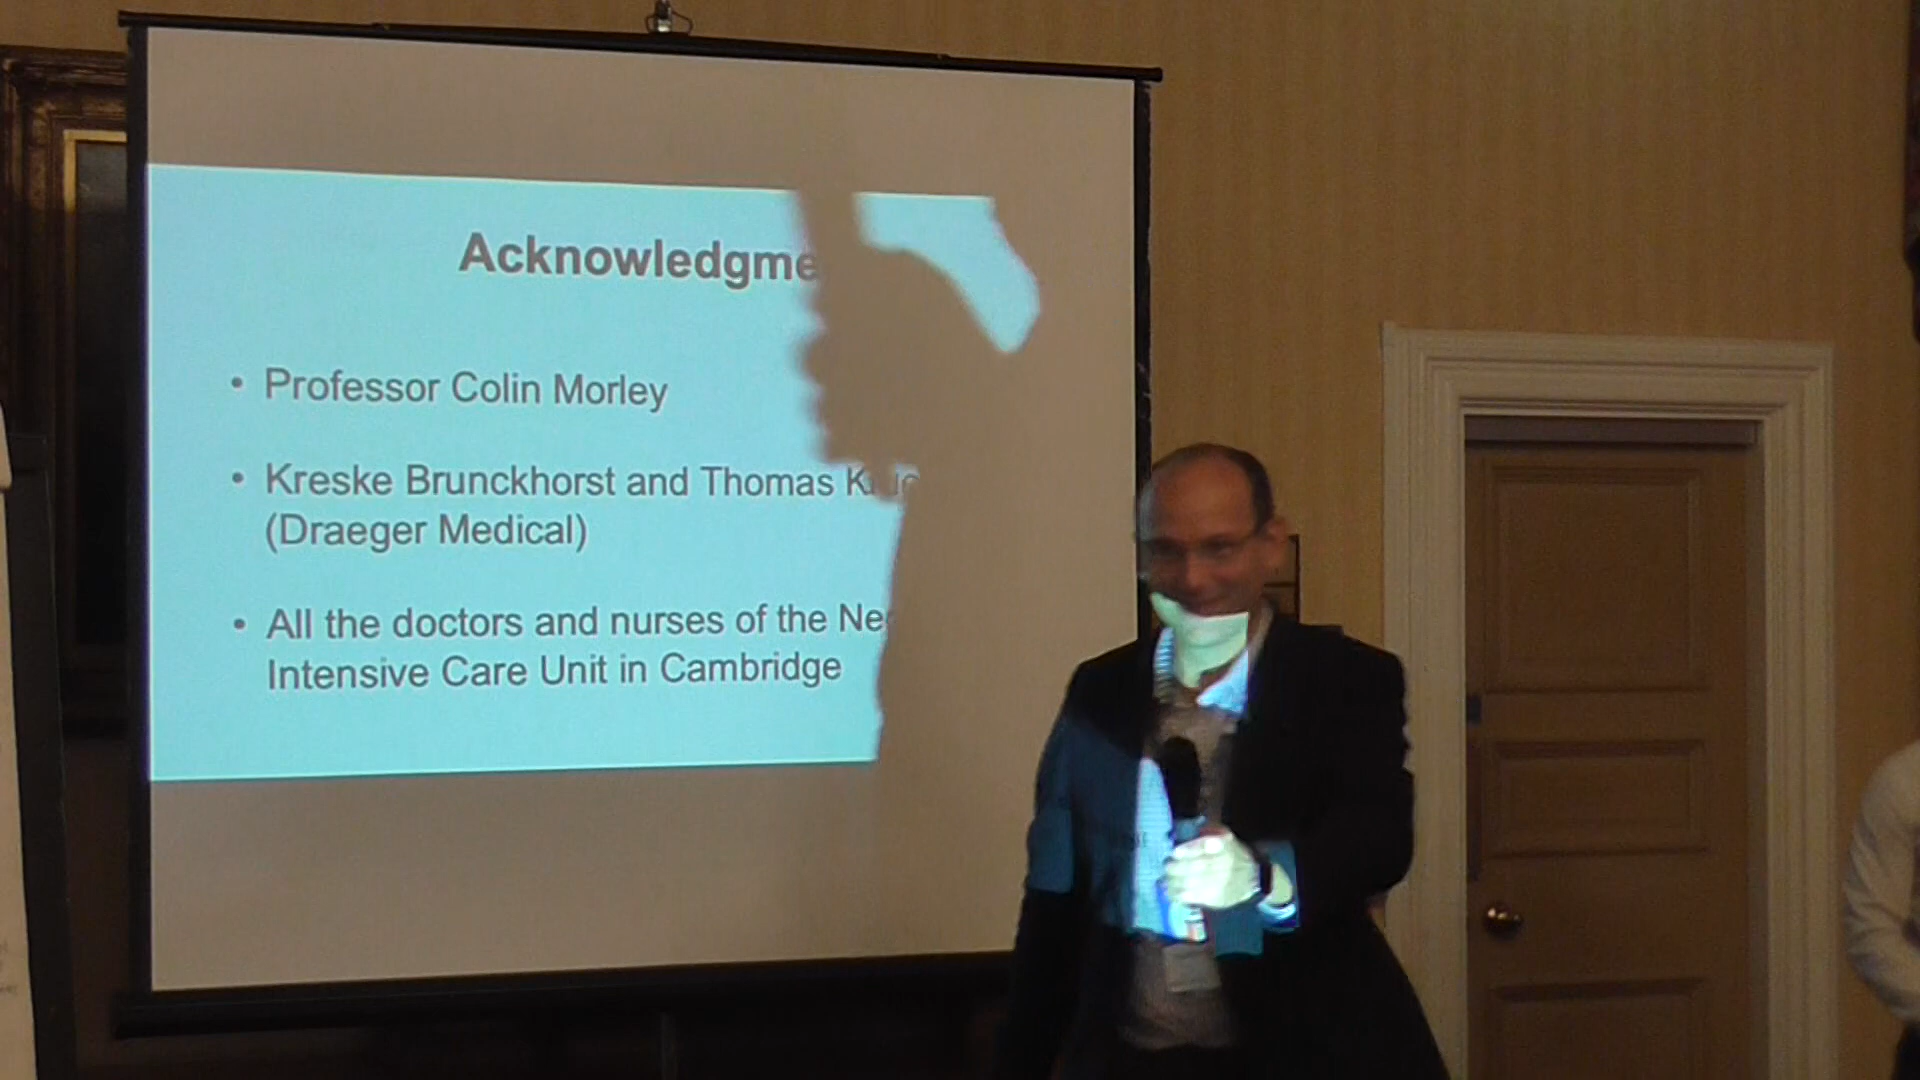 Acknowledgme
• Professor Colin Morley
• Kreske Brunckhorst and Thomas
(Draeger Medical)
• All the doctors and nurses of the Ne
Intensive Care Unit in Cambridge